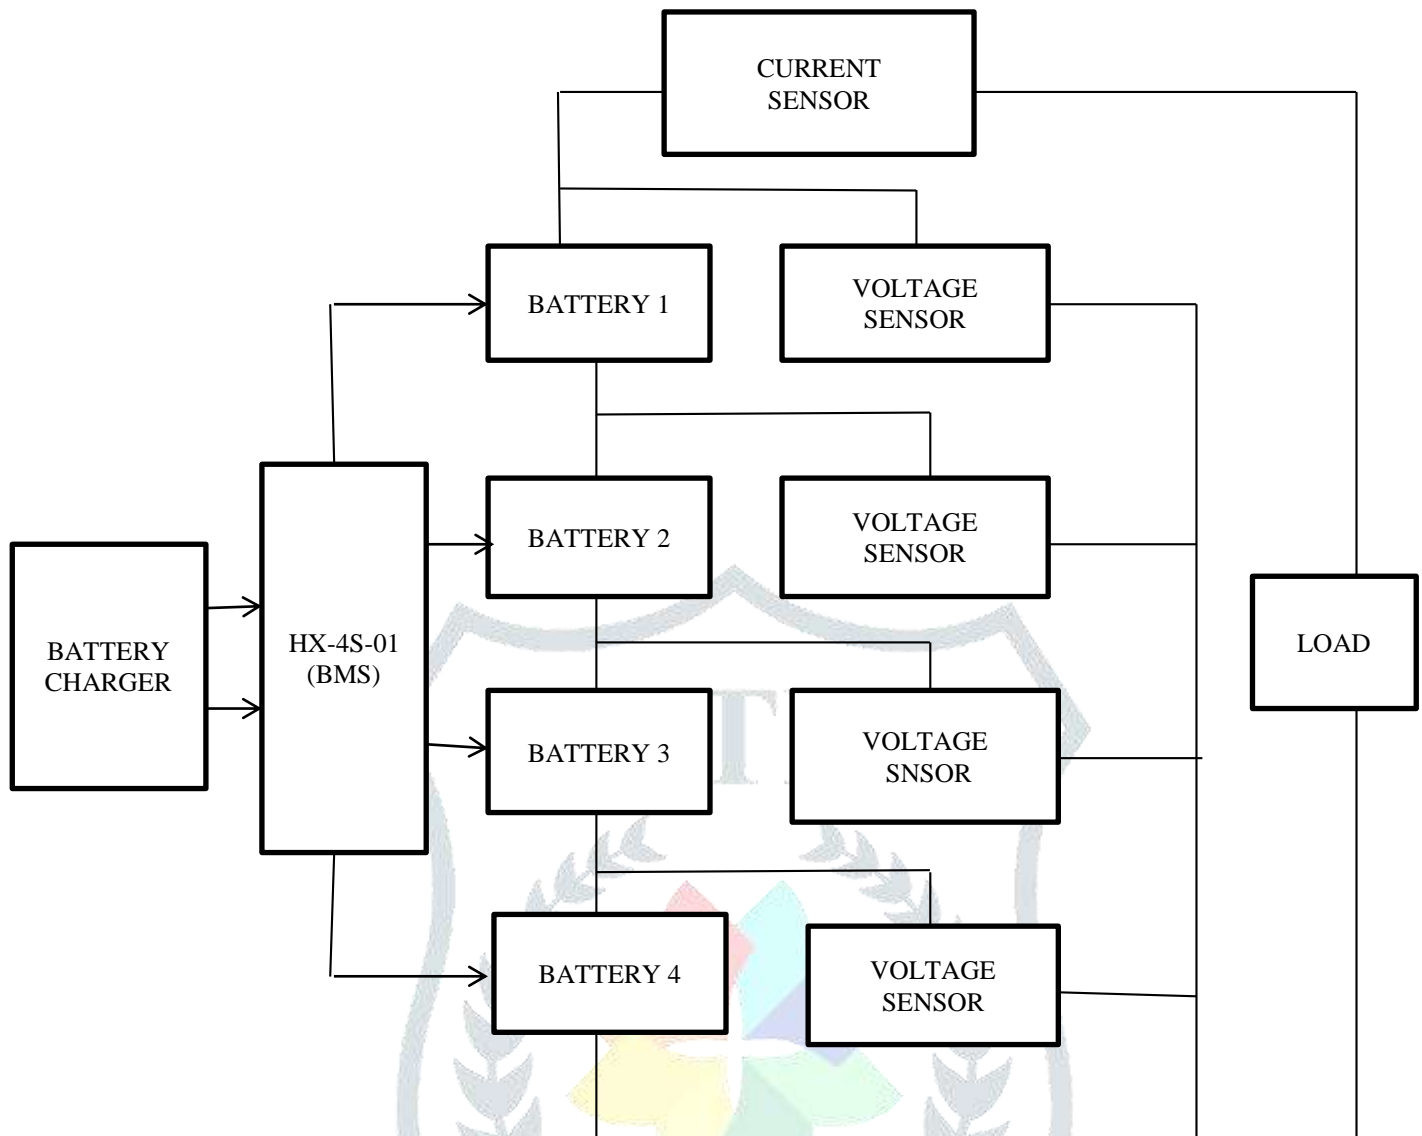 CURRENT
SENSOR
BATTERY 1
VOLTAGE
SENSOR
BATTERY 2
VOLTAGE
SENSOR
BATTERY
CHARGER
HX-4S-01
(BMS)
LOAD
BATTERY 3
VOLTAGE
SNSOR
BATTERY 4
VOLTAGE
SENSOR